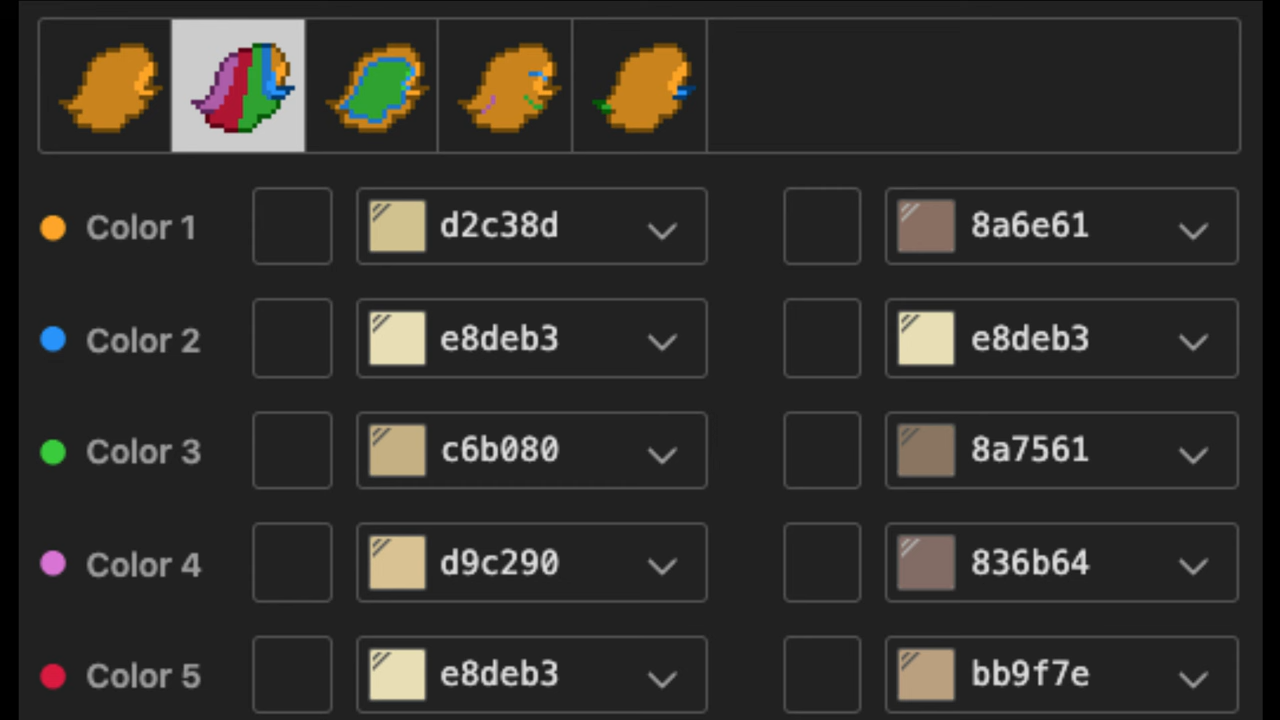 Color 1 d2c38d 8a6e61
Color 2 e8deb3 e8deb3
Color 3 c6b080 8a7561
Color 4 d9c290 836b64
Color 5 e8deb3 bb9f7e